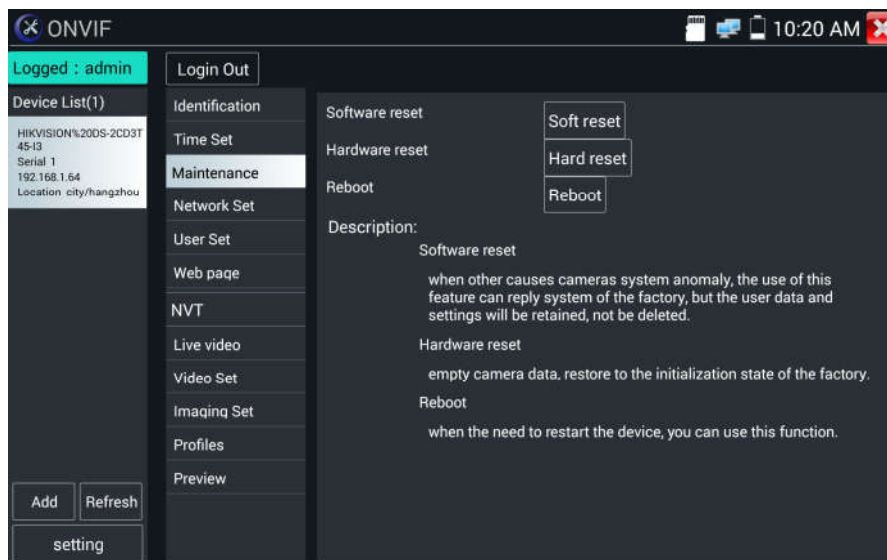 ONVIF
10:20 AM
Logged : admin
Login Out
Device List(1)
HIKVISION%20DS-2CD3T
45-I3
Serial 1
192.168.1.64
Location city/hangzhou
Add
Refresh
setting
Identification
Time Set
Maintenance
Network Set
User Set
Web page
NVT
Live video
Video Set
Imaging Set
Profiles
Preview
Software reset
Soft reset
Hardware reset
Hard reset
Reboot
Reboot
Description:
Software reset
when other causes cameras system anomaly, the use of this
feature can reply system of the factory, but the user data and
settings will be retained, not be deleted.
Hardware reset
empty camera data, restore to the initialization state of the factory.
Reboot
when the need to restart the device, you can use this function.